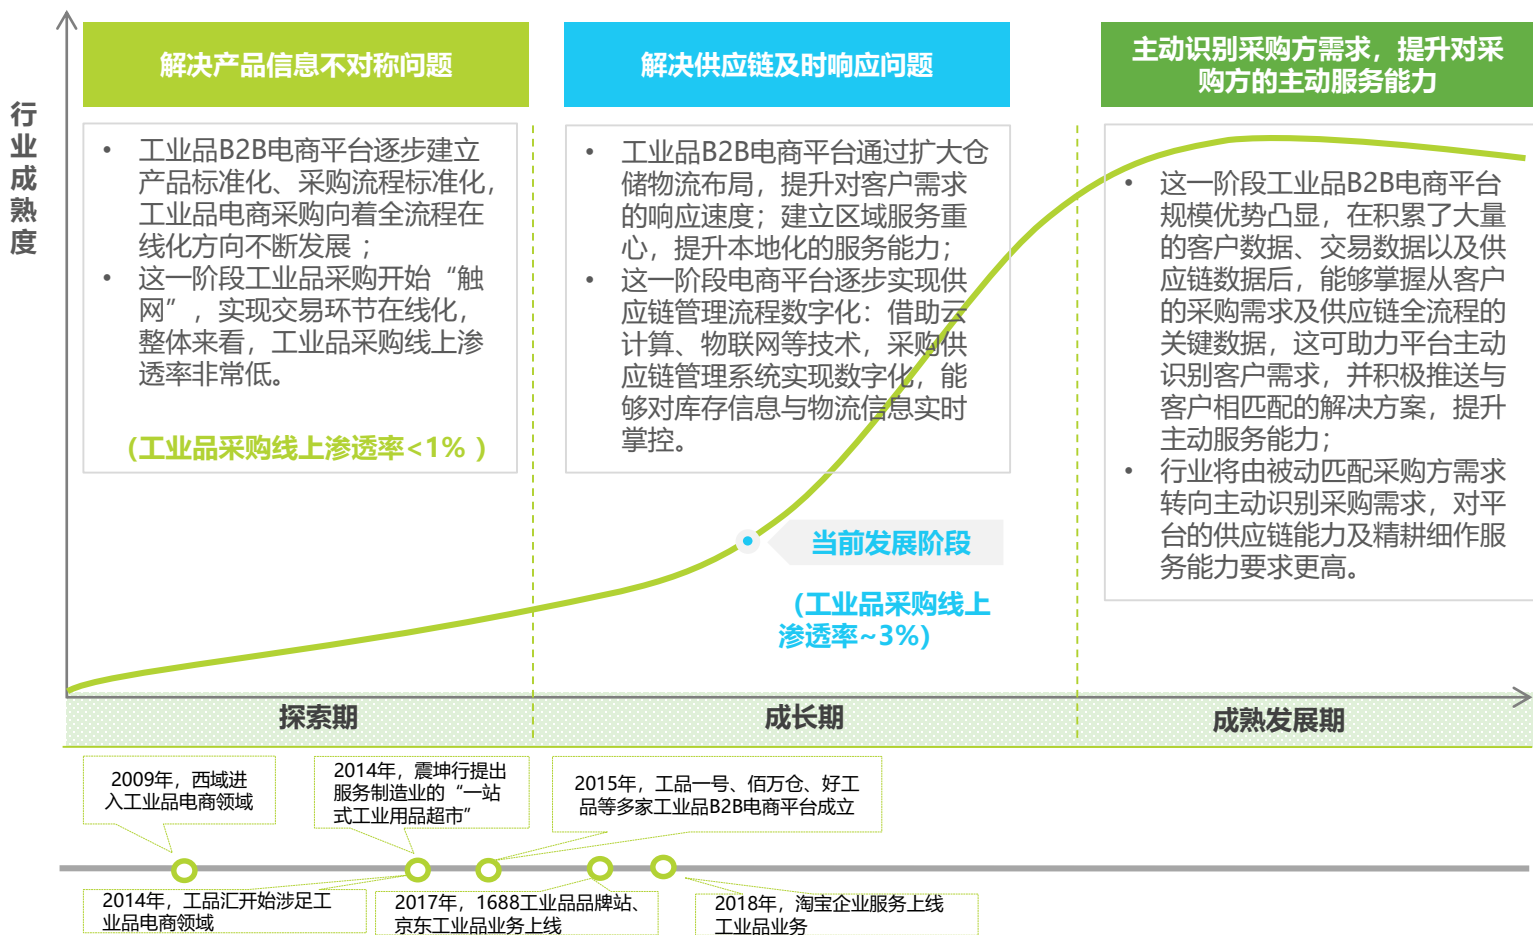 行业成熟度
解决产品信息不对称问题
• 工业品B2B电商平台逐步建立
产品标准化、采购流程标准化，
工业品电商采购向着全流程在
线化方向不断发展 ；
• 这一阶段工业品采购开始“触
网”，实现交易环节在线化，
整体来看，工业品采购线上渗
透率非常低。
（工业品采购线上渗透率<1% ）
解决供应链及时响应问题
• 工业品B2B电商平台通过扩大仓
储物流布局，提升对客户需求
的响应速度；建立区域服务重
心，提升本地化的服务能力；
• 这一阶段电商平台逐步实现供
应链管理流程数字化：借助云
计算、物联网等技术，采购供
应链管理系统实现数字化，能
够对库存信息与物流信息实时
掌控。
当前发展阶段
（工业品采购线上
渗透率~3%）
主动识别采购方需求，提升对采
购方的主动服务能力
• 这一阶段工业品B2B电商平台
规模优势凸显，在积累了大量
的客户数据、交易数据以及供
应链数据后，能够掌握从客户
的采购需求及供应链全流程的
关键数据，这可助力平台主动
识别客户需求，并积极推送与
客户相匹配的解决方案，提升
主动服务能力；
• 行业将由被动匹配采购方需求
转向主动识别采购需求，对平
台的供应链能力及精耕细作服
务能力要求更高。
探索期
成长期
成熟发展期
2009年，西域进
入工业品电商领域
2014年，震坤行提出
服务制造业的“一站
式工业用品超市”
2015年，工品一号、佰万仓、好工
品等多家工业品B2B电商平台成立
2014年，工品汇开始涉足工
业品电商领域
2017年，1688工业品品牌站、
京东工业品业务上线
2018年，淘宝企业服务上线
工业品业务